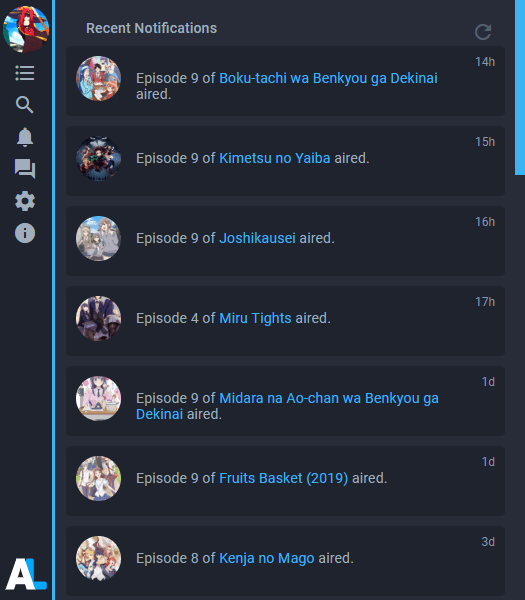 Recent Notifications
14h
Episode 9 of Boku-tachi wa Benkyou ga Dekinai
aired.
15h
Episode 9 of Kimetsu no Yaiba aired.
16h
Episode 9 of Joshikausei aired.
17h
Episode 4 of Miru Tights aired.
1d
Episode 9 of Midara na Ao-chan wa Benkyou ga
Dekinai aired.
1d
Episode 9 of Fruits Basket (2019) aired.
3d
Episode 8 of Kenja no Mago aired.
AL